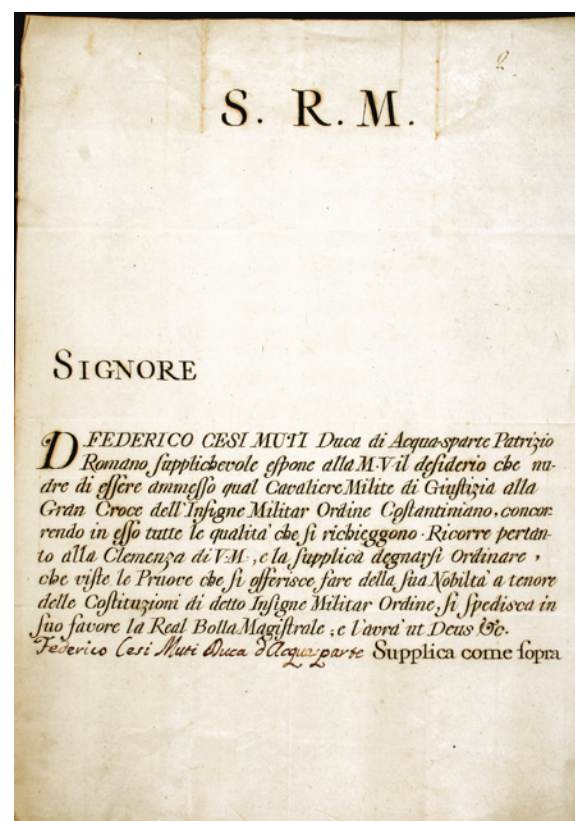 2
S. R. M.
SIGNORE
D. FEDERICO CESI MUTI Duca di Acqua-sparte Patrizio
Romano ſupplichevole eſpone alla M.V il deſiderio che nu-
dre di eſſere ammeſſo qual Cavaliere Milite di Giuſtizia alla
Gran Croce dell'Inſigne Militar Ordine Coſtantiniano, concor
rendo in eſſo tutte le qualità che ſi richieggono. Ricorre pertan-
to alla Clemenza di V.M., e la ſupplica degnarſi Ordinare,
che viſte le Pruove che ſi offeriſce fare della ſua Nobiltà a tenore
delle Coſtituzioni di detto Inſigne Militar Ordine, ſi ſpediſca in
ſuo favore la Real Bolla Magiſtrale; e l'avrà ut Deus &c.
Federico Cesi Muti Duca d'Acquasparte Supplica come ſopra